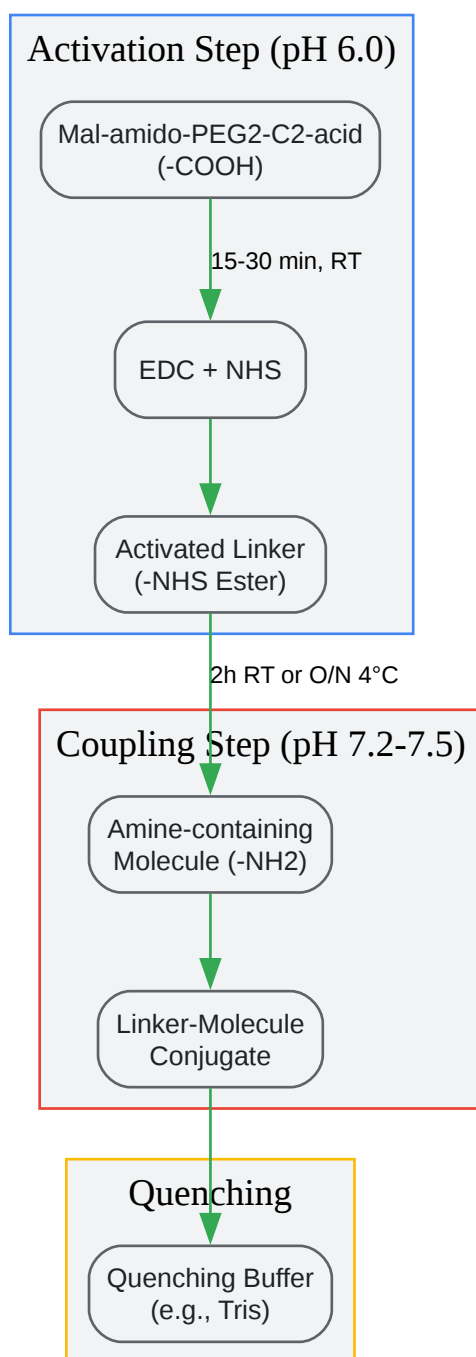 Activation Step (pH 6.0)
Mal-amido-PEG2-C2-acid
(-COOH)
15-30 min, RT
EDC + NHS
Activated Linker
(-NHS Ester)
2h RT or O/N 4°C
Coupling Step (pH 7.2-7.5)
Amine-containing
Molecule (-NH2)
Linker-Molecule
Conjugate
Quenching
Quenching Buffer
(e.g., Tris)